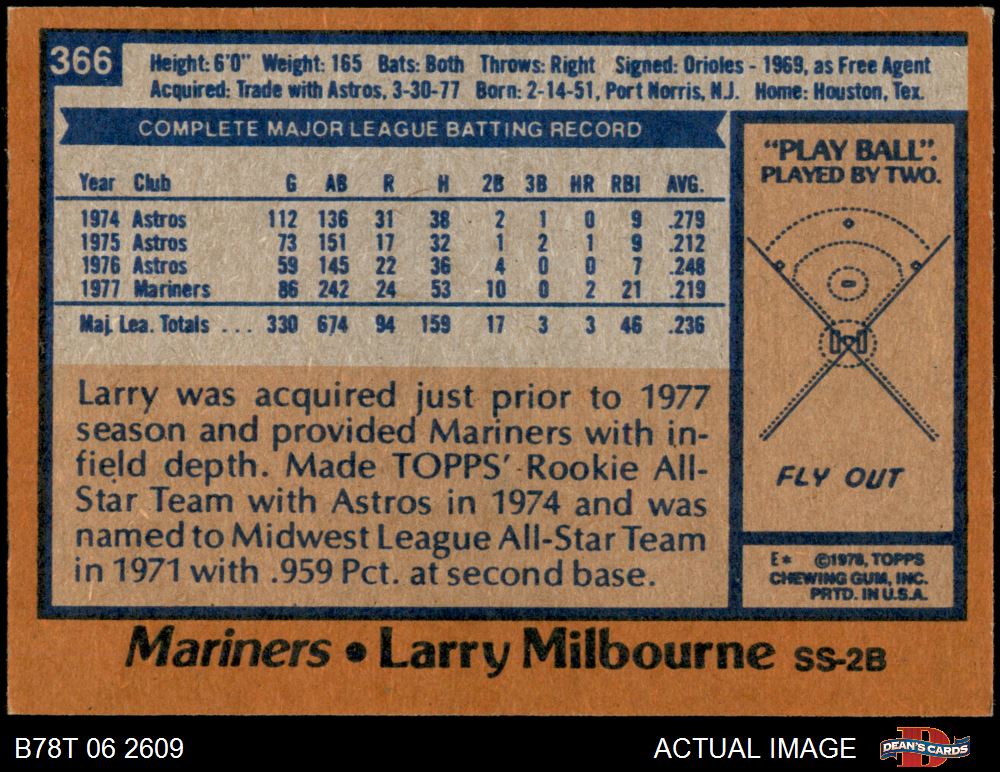 366
Height: 6'0" Weight: 165 Bats: Both Throws: Right Signed: Orioles - 1969, as Free Agent
Acquired: Trade with Astros, 3-30-77 Born: 2-14-51, Port Norris, N.J. Home: Houston, Tex.
COMPLETE MAJOR LEAGUE BATTING RECORD
Year Club G AB R H 2B 3B HR RBI AVG.
1974 Astros 112 136 31 38 2 1 0 9 .279
1975 Astros 73 151 17 32 1 2 1 9 .212
1976 Astros 59 145 22 36 4 0 0 7 .248
1977 Mariners 86 242 24 53 10 0 2 21 .219
Maj. Lea. Totals ... 330 674 94 159 17 3 3 46 .236
Larry was acquired just prior to 1977
season and provided Mariners with in-
field depth. Made TOPPS' Rookie All-
Star Team with Astros in 1974 and was
named to Midwest League All-Star Team
in 1971 with .959 Pct. at second base.
"PLAY BALL".
PLAYED BY TWO.
FLY OUT
E* ©1978, TOPPS
CHEWING GUM, INC.
PRTD. IN U.S.A.
Mariners • Larry Milbourne SS-2B
B78T 06 2609
ACTUAL IMAGE
D
DEAN'S CARDS